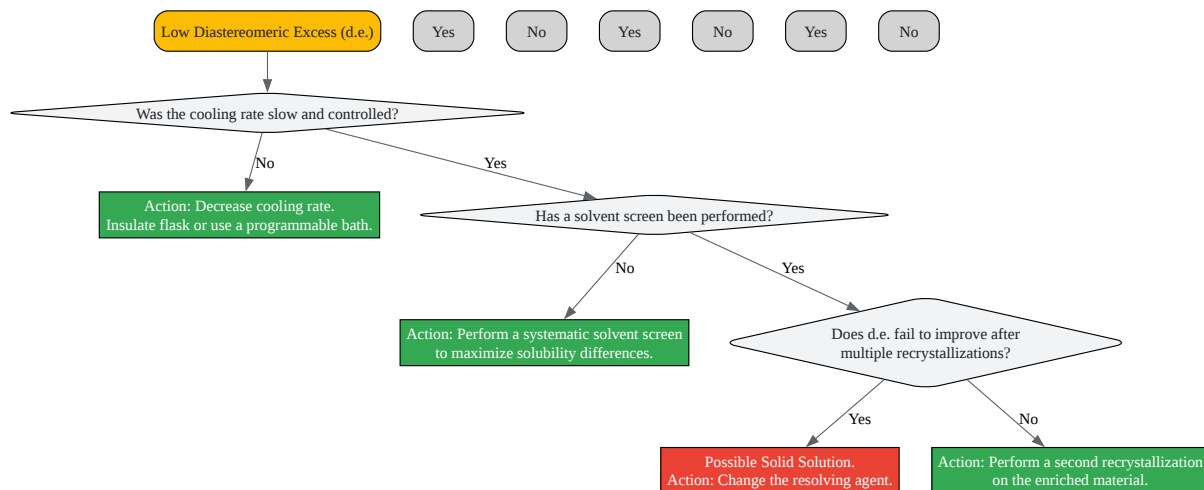 Low Diastereomeric Excess (d.e.)
Yes
No
Yes
No
Yes
No
Was the cooling rate slow and controlled?
No
Yes
Action: Decrease cooling rate.
Insulate flask or use a programmable bath.
Has a solvent screen been performed?
No
Yes
Action: Perform a systematic solvent screen
to maximize solubility differences.
Does d.e. fail to improve after
multiple recrystallizations?
Yes
No
Possible Solid Solution.
Action: Change the resolving agent.
Action: Perform a second recrystallization
on the enriched material.